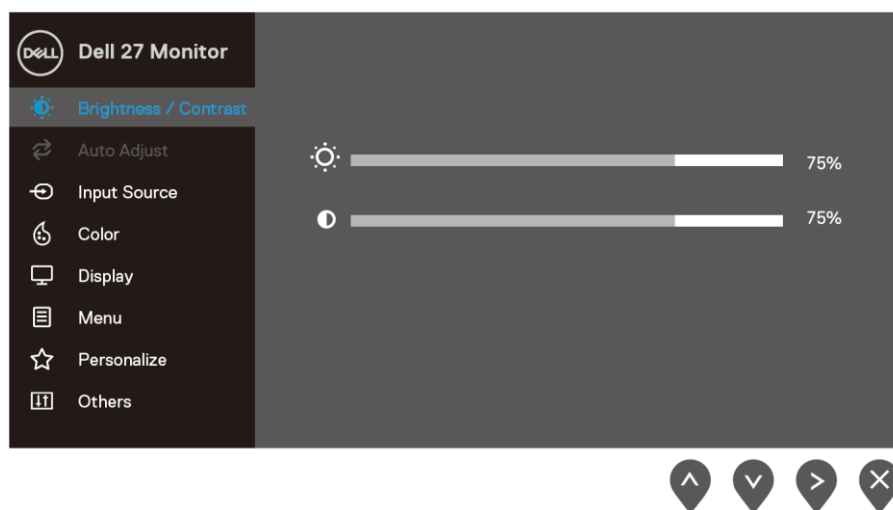 DELL
Dell 27 Monitor
Brightness / Contrast
Auto Adjust
75%
Input Source
75%
Color
Display
Menu
Personalize
Others